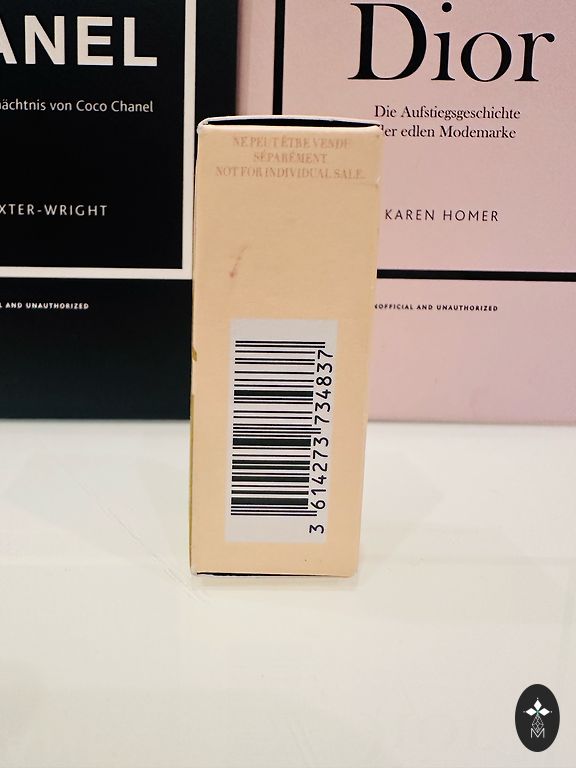 ANEL
ächtnis von Coco Chanel
XTER-WRIGHT
L AND UNAUTHORIZED
Dior
Die Aufstiegsgeschichte
der edlen Modemarke
KAREN HOMER
NOFFICIAL AND UNAUTHORIZED
NE PEUT ÊTRE VENDU
SÉPARÉMENT.
NOT FOR INDIVIDUAL SALE.
3 614273 734837
M